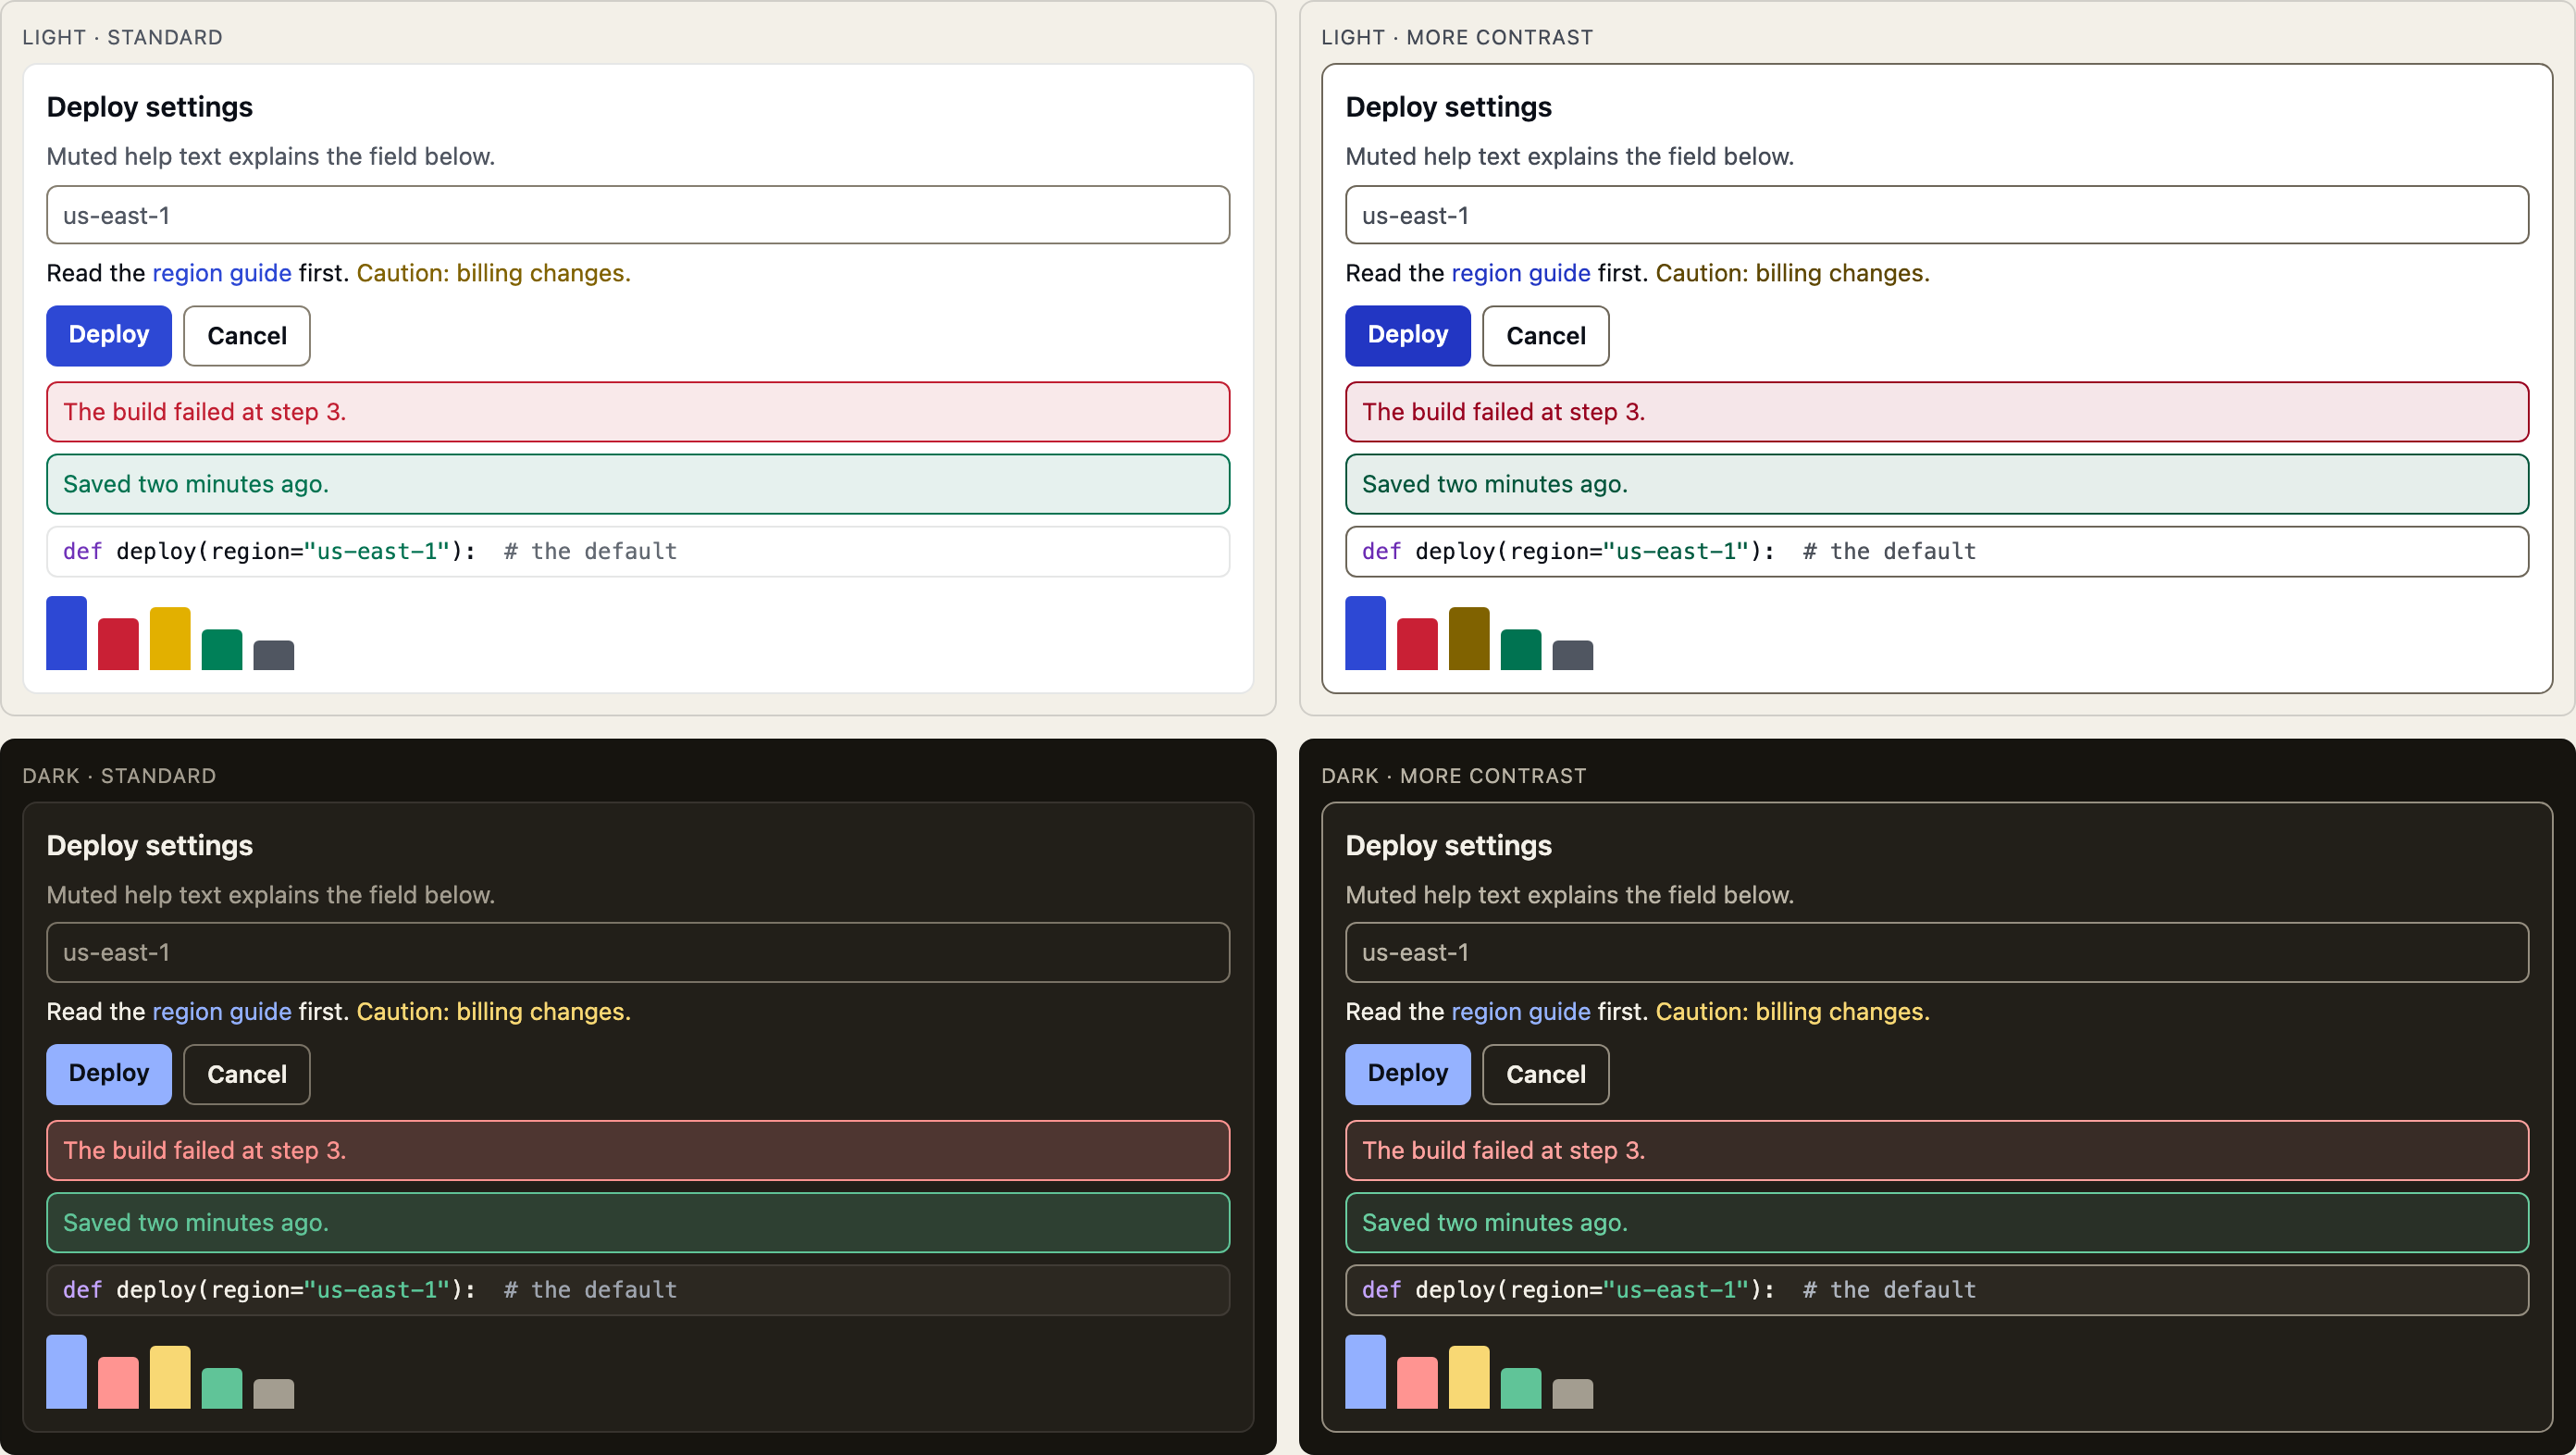 LIGHT · STANDARD
Deploy settings
Muted help text explains the field below.
us-east-1
Read the region guide first. Caution: billing changes.
Deploy
Cancel
The build failed at step 3.
Saved two minutes ago.
def deploy(region="us-east-1"):  # the default
LIGHT · MORE CONTRAST
Deploy settings
Muted help text explains the field below.
us-east-1
Read the region guide first. Caution: billing changes.
Deploy
Cancel
The build failed at step 3.
Saved two minutes ago.
def deploy(region="us-east-1"):  # the default
DARK · STANDARD
Deploy settings
Muted help text explains the field below.
us-east-1
Read the region guide first. Caution: billing changes.
Deploy
Cancel
The build failed at step 3.
Saved two minutes ago.
def deploy(region="us-east-1"):  # the default
DARK · MORE CONTRAST
Deploy settings
Muted help text explains the field below.
us-east-1
Read the region guide first. Caution: billing changes.
Deploy
Cancel
The build failed at step 3.
Saved two minutes ago.
def deploy(region="us-east-1"):  # the default